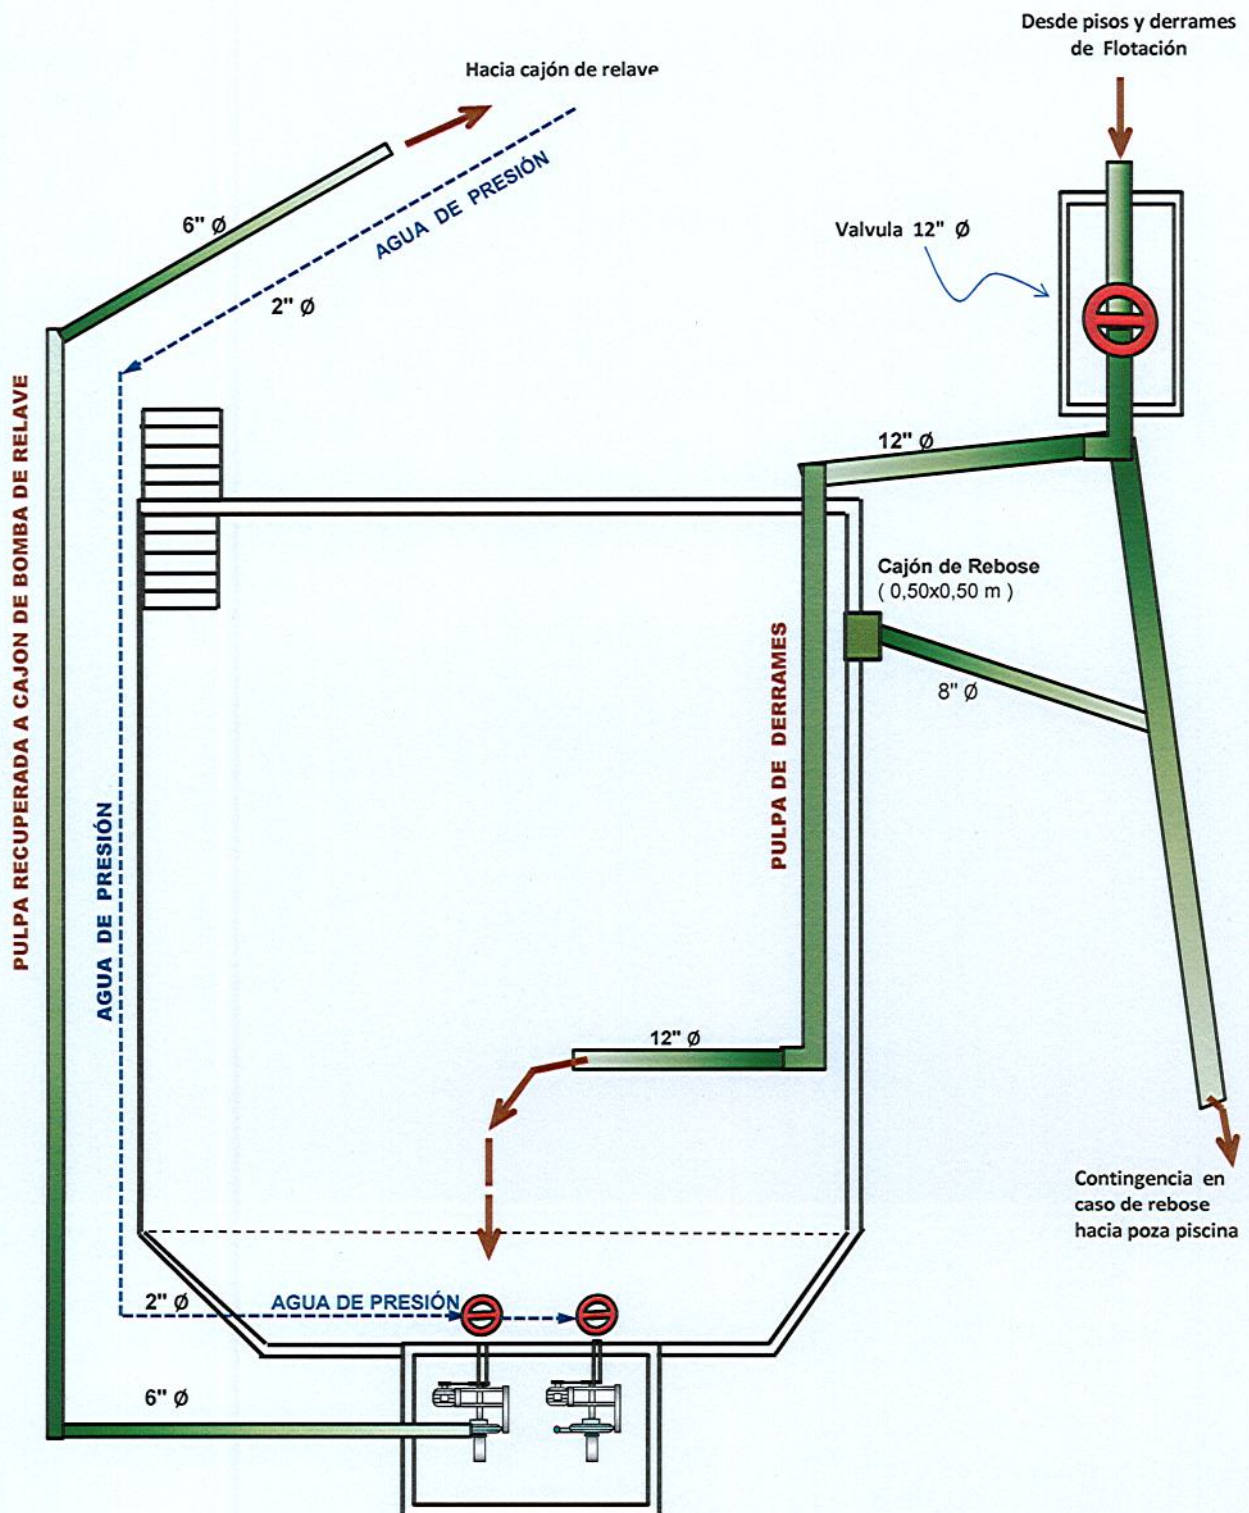 Desde pisos y derrames
de Flotación
Hacia cajón de relave
AGUA DE PRESIÓN
6" Ø
2" Ø
Valvula 12" Ø
12" Ø
Cajón de Rebose
( 0,50x0,50 m )
8" Ø
PULPA RECUPERADA A CAJON DE BOMBA DE RELAVE
AGUA DE PRESIÓN
PULPA DE DERRAMES
12" Ø
Contingencia en
caso de rebose
hacia poza piscina
2" Ø
AGUA DE PRESIÓN
6" Ø